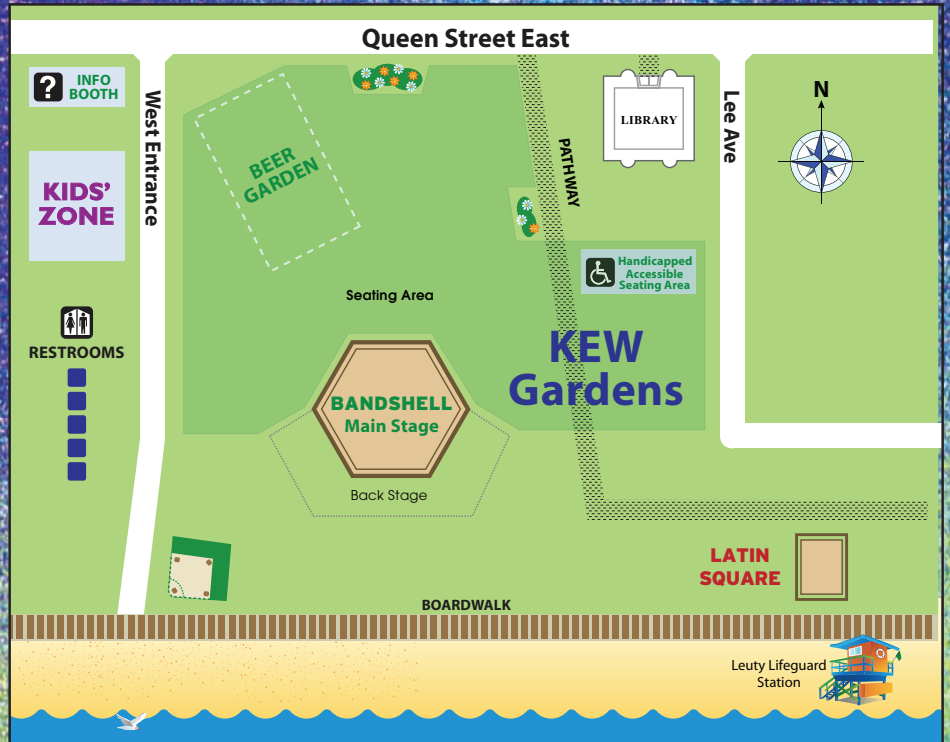 Queen Street East
?
INFO
BOOTH
West Entrance
KIDS'
ZONE
RESTROOMS
BEER
GARDEN
PATHWAY
LIBRARY
Lee Ave
N
Handicapped
Accessible
Seating Area
Seating Area
KEW
Gardens
BANDSHELL
Main Stage
Back Stage
LATIN
SQUARE
BOARDWALK
Leuty Lifeguard
Station